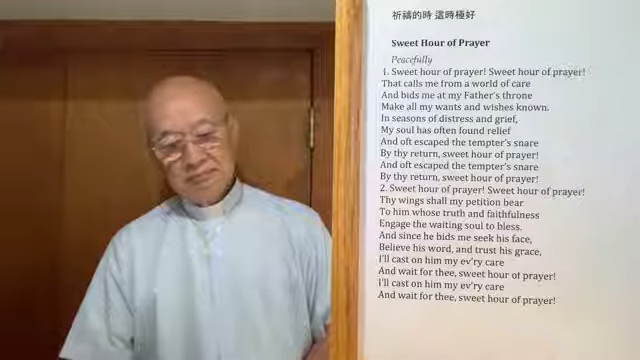 祈禱的時 這時極好
Sweet Hour of Prayer
Peacefully
1. Sweet hour of prayer! Sweet hour of prayer!
That calls me from a world of care
And bids me at my Father's throne
Make all my wants and wishes known.
In seasons of distress and grief,
My soul has often found relief
And oft escaped the tempter's snare
By thy return, sweet hour of prayer!
And oft escaped the tempter's snare
By thy return, sweet hour of prayer!
2. Sweet hour of prayer! Sweet hour of prayer!
Thy wings shall my petition bear
To him whose truth and faithfulness
Engage the waiting soul to bless.
And since he bids me seek his face,
Believe his word, and trust his grace,
I'll cast on him my ev'ry care
And wait for thee, sweet hour of prayer!
I'll cast on him my ev'ry care
And wait for thee, sweet hour of prayer!